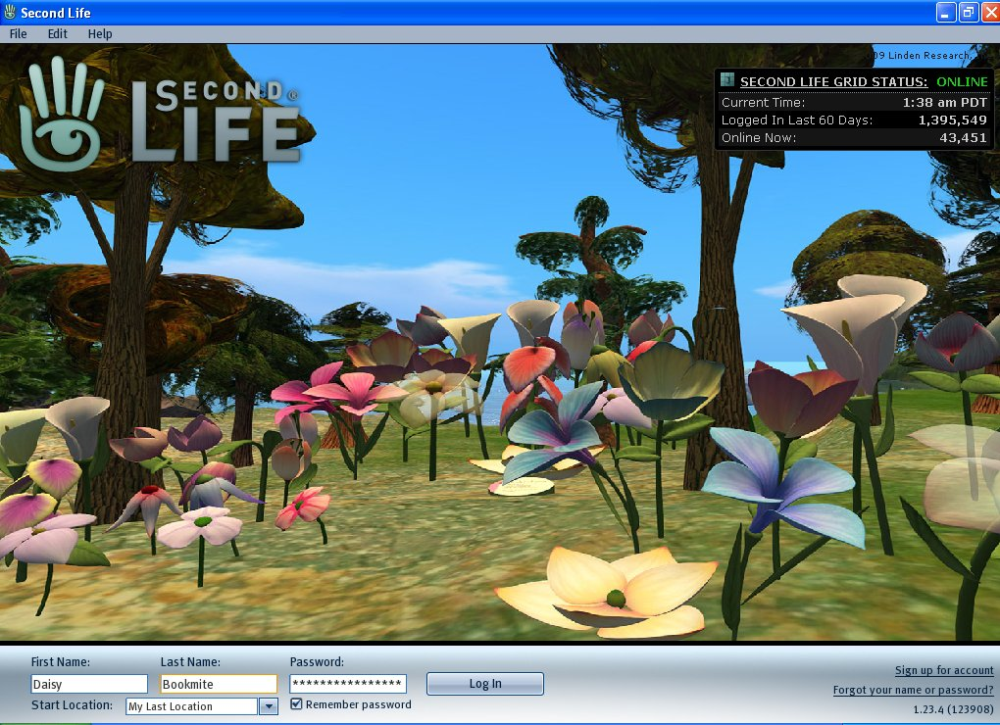 Second Life
File Edit Help
09 Linden Research,
SECOND LIFE®
SECOND LIFE GRID STATUS: ONLINE
Current Time: 1:38 am PDT
Logged In Last 60 Days: 1,395,549
Online Now: 43,451
First Name: Last Name: Password:
Daisy Bookmite **************** Log In
Start Location: My Last Location Remember password
Sign up for account
Forgot your name or password?
1.23.4 (123908)